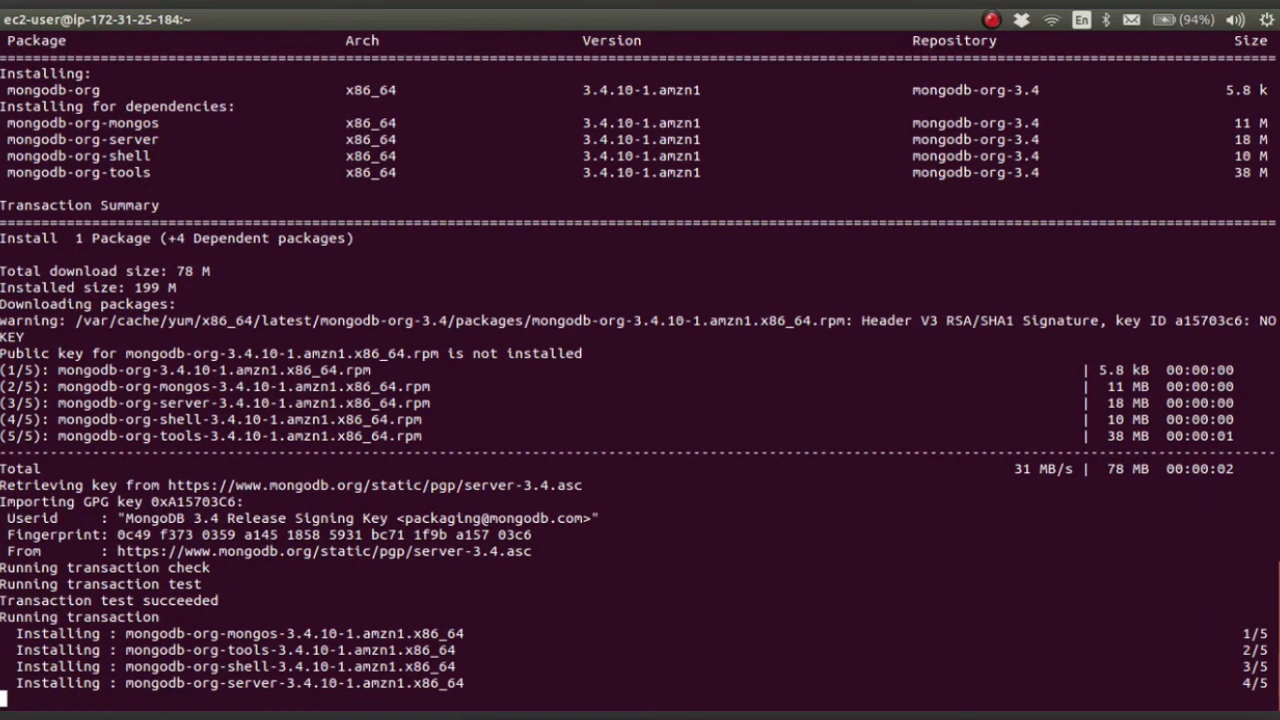 ec2-user@ip-172-31-25-184:~ En (94%)
Package Arch Version Repository Size
Installing:
mongodb-org x86_64 3.4.10-1.amzn1 mongodb-org-3.4 5.8 k
Installing for dependencies:
mongodb-org-mongos x86_64 3.4.10-1.amzn1 mongodb-org-3.4 11 M
mongodb-org-server x86_64 3.4.10-1.amzn1 mongodb-org-3.4 18 M
mongodb-org-shell x86_64 3.4.10-1.amzn1 mongodb-org-3.4 10 M
mongodb-org-tools x86_64 3.4.10-1.amzn1 mongodb-org-3.4 38 M
Transaction Summary
Install 1 Package (+4 Dependent packages)
Total download size: 78 M
Installed size: 199 M
Downloading packages:
warning: /var/cache/yum/x86_64/latest/mongodb-org-3.4/packages/mongodb-org-3.4.10-1.amzn1.x86_64.rpm: Header V3 RSA/SHA1 Signature, key ID a15703c6: NO
KEY
Public key for mongodb-org-3.4.10-1.amzn1.x86_64.rpm is not installed
(1/5): mongodb-org-3.4.10-1.amzn1.x86_64.rpm | 5.8 kB 00:00:00
(2/5): mongodb-org-mongos-3.4.10-1.amzn1.x86_64.rpm | 11 MB 00:00:00
(3/5): mongodb-org-server-3.4.10-1.amzn1.x86_64.rpm | 18 MB 00:00:00
(4/5): mongodb-org-shell-3.4.10-1.amzn1.x86_64.rpm | 10 MB 00:00:00
(5/5): mongodb-org-tools-3.4.10-1.amzn1.x86_64.rpm | 38 MB 00:00:01
Total 31 MB/s | 78 MB 00:00:02
Retrieving key from https://www.mongodb.org/static/pgp/server-3.4.asc
Importing GPG key 0xA15703C6:
Userid : "MongoDB 3.4 Release Signing Key <packaging@mongodb.com>"
Fingerprint: 0c49 f373 0359 a145 1858 5931 bc71 1f9b a157 03c6
From : https://www.mongodb.org/static/pgp/server-3.4.asc
Running transaction check
Running transaction test
Transaction test succeeded
Running transaction
Installing : mongodb-org-mongos-3.4.10-1.amzn1.x86_64 1/5
Installing : mongodb-org-tools-3.4.10-1.amzn1.x86_64 2/5
Installing : mongodb-org-shell-3.4.10-1.amzn1.x86_64 3/5
Installing : mongodb-org-server-3.4.10-1.amzn1.x86_64 4/5